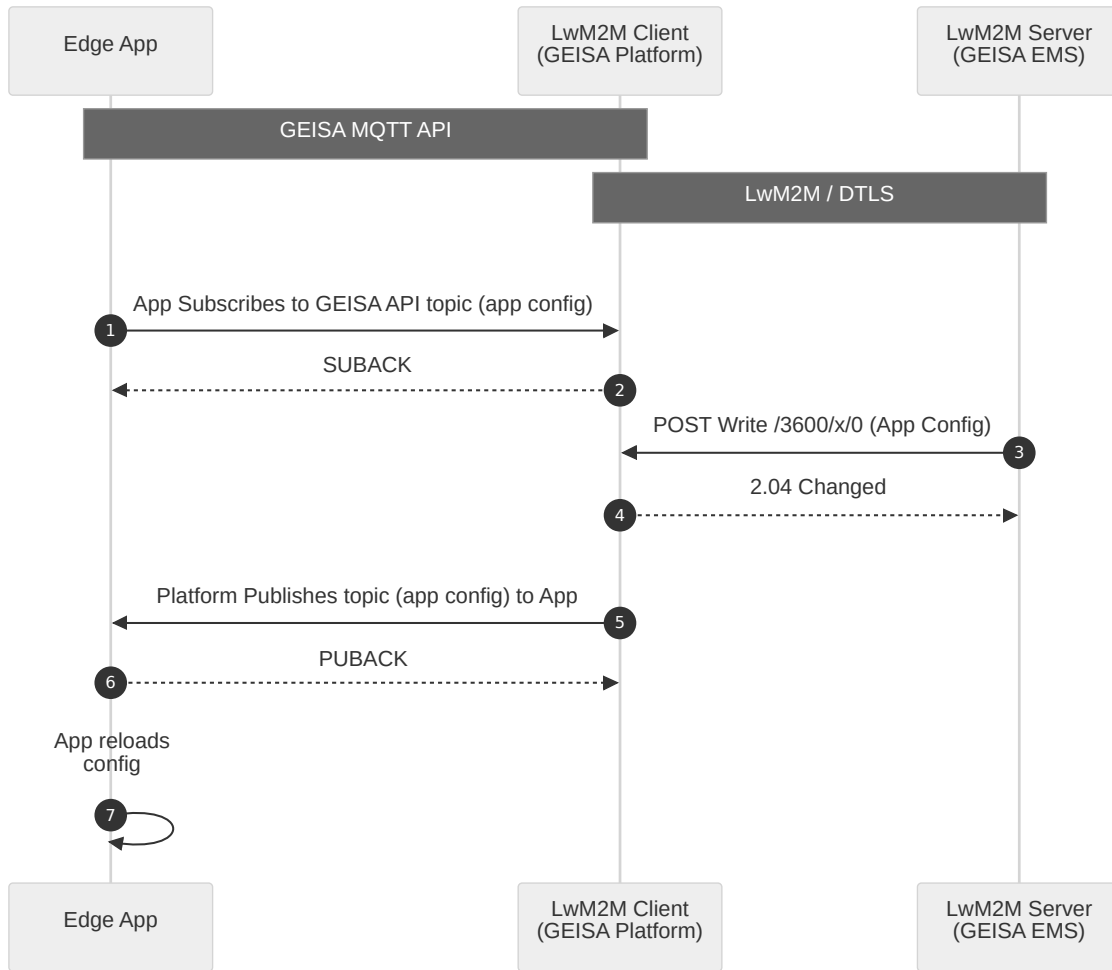 Edge App
LwM2M Client
(GEISA Platform)
LwM2M Server
(GEISA EMS)
GEISA MQTT API
LwM2M / DTLS
App Subscribes to GEISA API topic (app config)
1
SUBACK
2
POST Write /3600/x/0 (App Config)
3
2.04 Changed
4
Platform Publishes topic (app config) to App
5
PUBACK
6
App reloads
config
7
Edge App
LwM2M Client
(GEISA Platform)
LwM2M Server
(GEISA EMS)